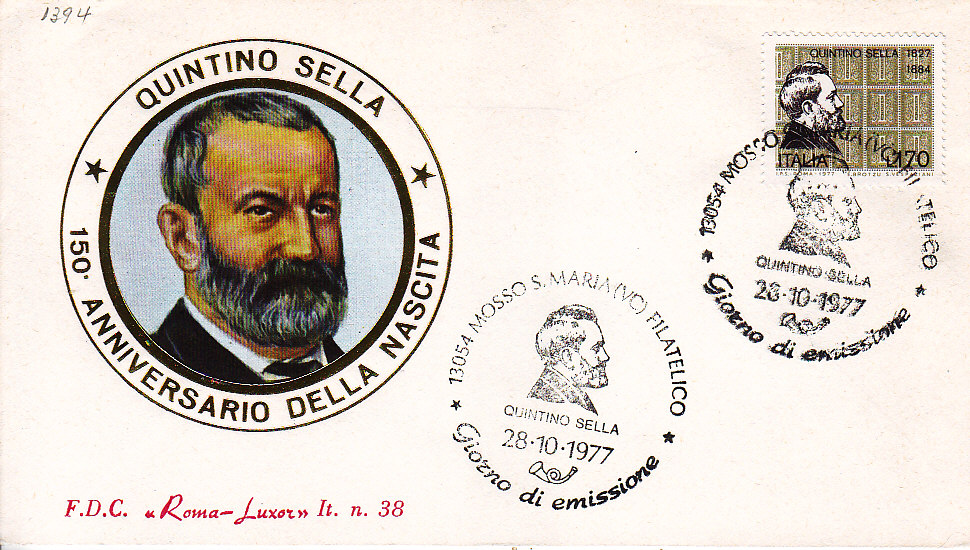 1394
QUINTINO SELLA
150° ANNIVERSARIO DELLA NASCITA
QUINTINO SELLA 1827
1884
ITALIA L.170
13054 MOSSO S. MARIA (VC) FILATELICO
QUINTINO SELLA
28·10·1977
Giorno di emissione
13054 MOSSO S. MARIA (VC) FILATELICO
QUINTINO SELLA
28·10·1977
Giorno di emissione
F.D.C. «Roma-Luxor» It. n. 38